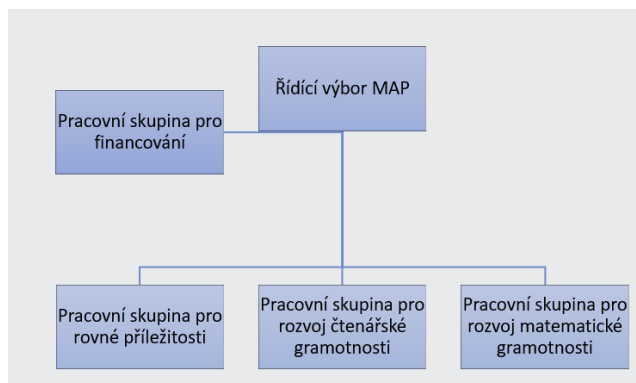 Řídící výbor MAP
Pracovní skupina pro
financování
Pracovní skupina pro
rovné příležitosti
Pracovní skupina pro
rozvoj čtenářské
gramotnosti
Pracovní skupina pro
rozvoj matematické
gramotnosti